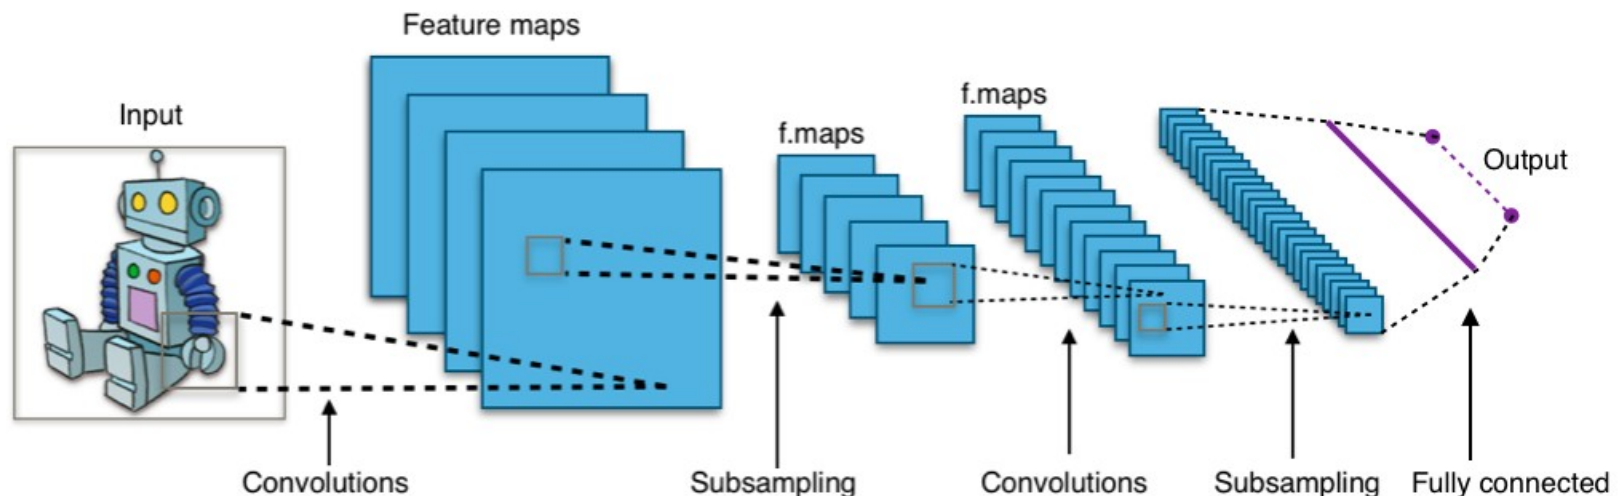 Feature maps
f.maps
Input
f.maps
Output
Convolutions
Subsampling
Convolutions
Subsampling
Fully connected